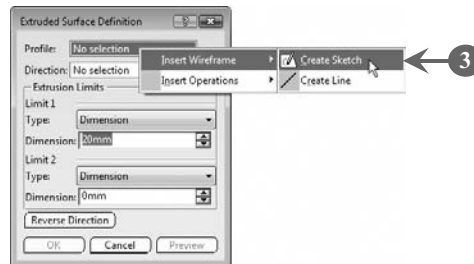 Extruded Surface Definition
Profile: No selection
Insert Wireframe
Create Sketch
3
Direction: No selection
Insert Operations
Create Line
Extrusion Limits
Limit 1
Type: Dimension
Dimension: 20mm
Limit 2
Type: Dimension
Dimension: 0mm
Reverse Direction
OK Cancel Preview